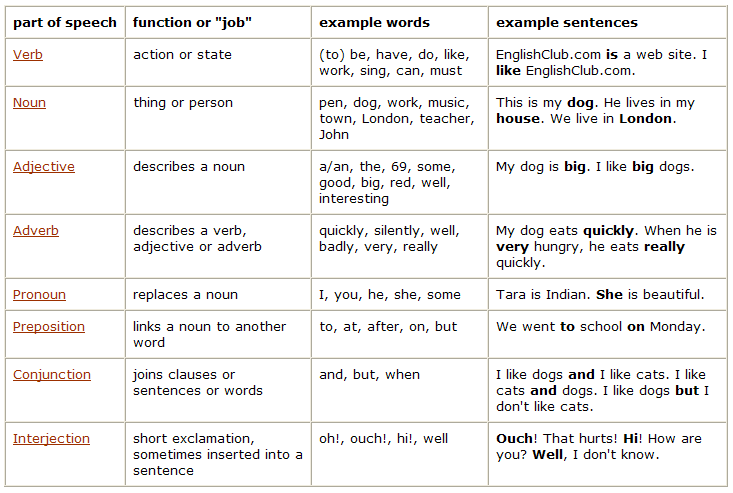 part of speech function or "job" example words example sentences
Verb action or state (to) be, have, do, like, EnglishClub.com is a web site. I
work, sing, can, must like EnglishClub.com.
Noun thing or person pen, dog, work, music, This is my dog. He lives in my
town, London, teacher, house. We live in London.
John
Adjective describes a noun a/an, the, 69, some, My dog is big. I like big dogs.
good, big, red, well,
interesting
Adverb describes a verb, quickly, silently, well, My dog eats quickly. When he is
adjective or adverb badly, very, really very hungry, he eats really
quickly.
Pronoun replaces a noun I, you, he, she, some Tara is Indian. She is beautiful.
Preposition links a noun to another to, at, after, on, but We went to school on Monday.
word
Conjunction joins clauses or and, but, when I like dogs and I like cats. I like
sentences or words cats and dogs. I like dogs but I
don't like cats.
Interjection short exclamation, oh!, ouch!, hi!, well Ouch! That hurts! Hi! How are
sometimes inserted into a you? Well, I don't know.
sentence